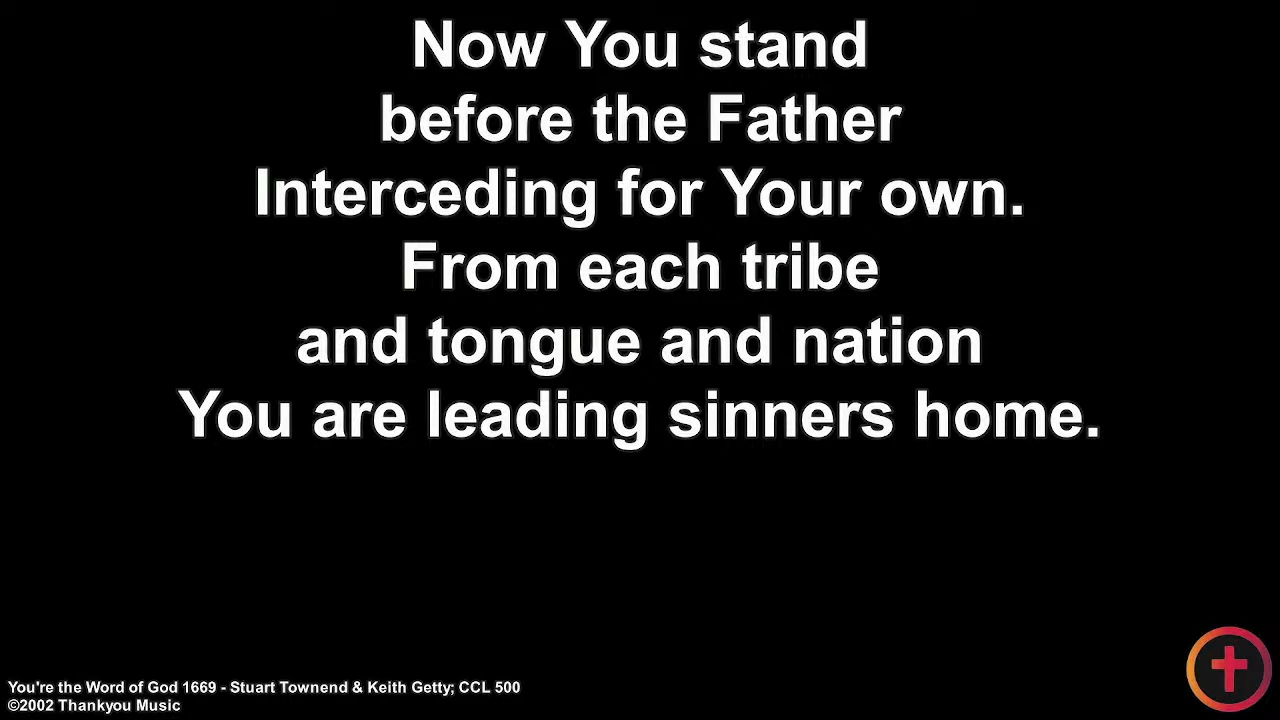 Now You stand
before the Father
Interceding for Your own.
From each tribe
and tongue and nation
You are leading sinners home.
You're the Word of God 1669 - Stuart Townend & Keith Getty; CCL 500
©2002 Thankyou Music